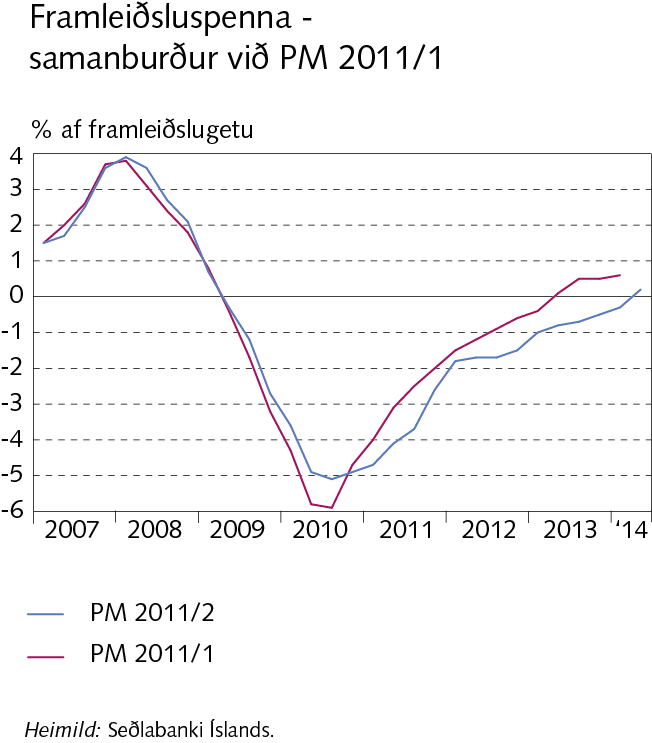 Framleiðsluspenna -
samanburður við PM 2011/1
% af framleiðslugetu
4
3
2
1
0
-1
-2
-3
-4
-5
-6
2007 2008 2009 2010 2011 2012 2013 '14
PM 2011/2
PM 2011/1
Heimild: Seðlabanki Íslands.